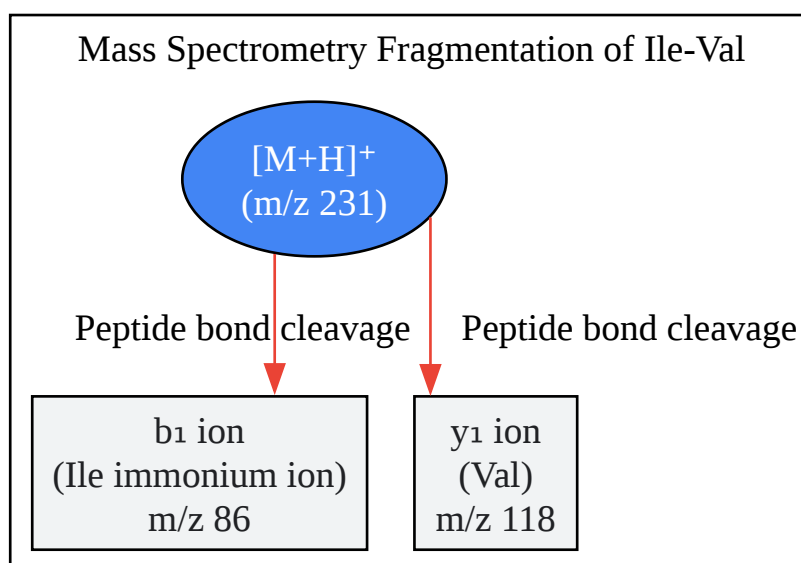 Mass Spectrometry Fragmentation of Ile-Val
[M+H]⁺
(m/z 231)
Peptide bond cleavage
Peptide bond cleavage
b₁ ion
(Ile immonium ion)
m/z 86
y₁ ion
(Val)
m/z 118